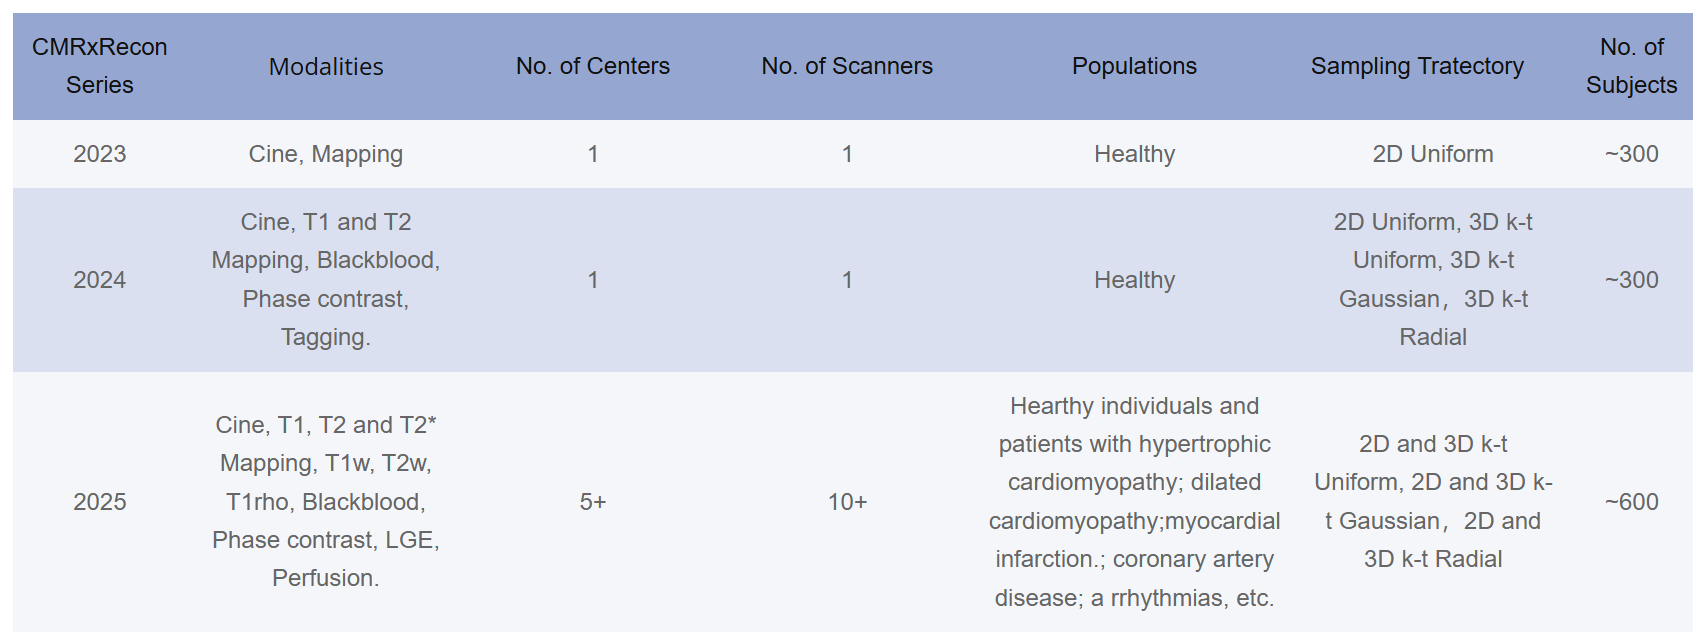 CMRxRecon
Series
Modalities
No. of Centers
No. of Scanners
Populations
Sampling Tratectory
No. of
Subjects
2023
Cine, Mapping
1
1
Healthy
2D Uniform
~300
2024
Cine, T1 and T2
Mapping, Blackblood,
Phase contrast,
Tagging.
1
1
Healthy
2D Uniform, 3D k-t
Uniform, 3D k-t
Gaussian，3D k-t
Radial
~300
2025
Cine, T1, T2 and T2*
Mapping, T1w, T2w,
T1rho, Blackblood,
Phase contrast, LGE,
Perfusion.
5+
10+
Hearthy individuals and
patients with hypertrophic
cardiomyopathy; dilated
cardiomyopathy;myocardial
infarction.; coronary artery
disease; a rrhythmias, etc.
2D and 3D k-t
Uniform, 2D and 3D k-
t Gaussian，2D and
3D k-t Radial
~600